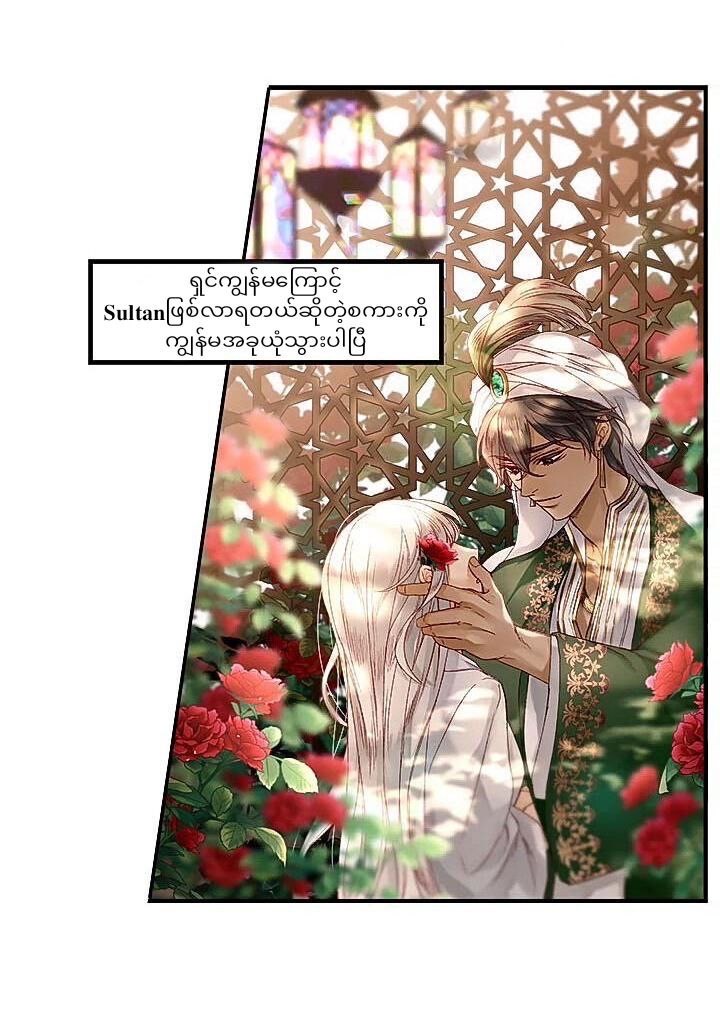 ရှင်ကျွန်မကြောင့်
Sultanဖြစ်လာရတယ်ဆိုတဲ့စကားကို
ကျွန်မအခုယုံသွားပါပြီ